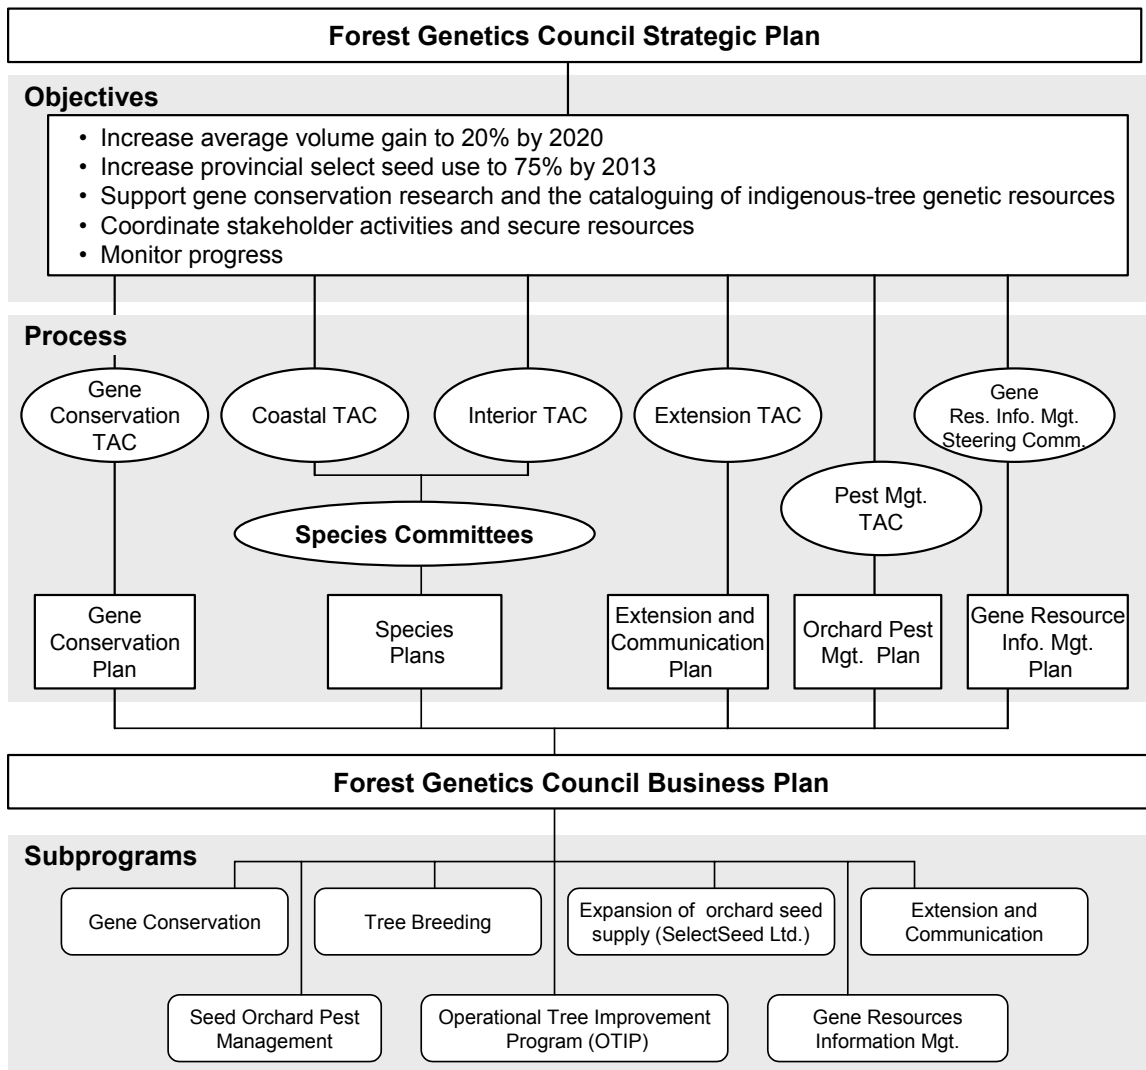 Forest Genetics Council Strategic Plan
Objectives
• Increase average volume gain to 20% by 2020
• Increase provincial select seed use to 75% by 2013
• Support gene conservation research and the cataloguing of indigenous-tree genetic resources
• Coordinate stakeholder activities and secure resources
• Monitor progress
Process
Gene
Conservation
TAC
Coastal TAC
Interior TAC
Extension TAC
Gene
Res. Info. Mgt.
Steering Comm.
Pest Mgt.
TAC
Species Committees
Gene
Conservation
Plan
Species
Plans
Extension and
Communication
Plan
Orchard Pest
Mgt. Plan
Gene Resource
Info. Mgt.
Plan
Forest Genetics Council Business Plan
Subprograms
Gene Conservation
Tree Breeding
Expansion of orchard seed
supply (SelectSeed Ltd.)
Extension and
Communication
Seed Orchard Pest
Management
Operational Tree Improvement
Program (OTIP)
Gene Resources
Information Mgt.